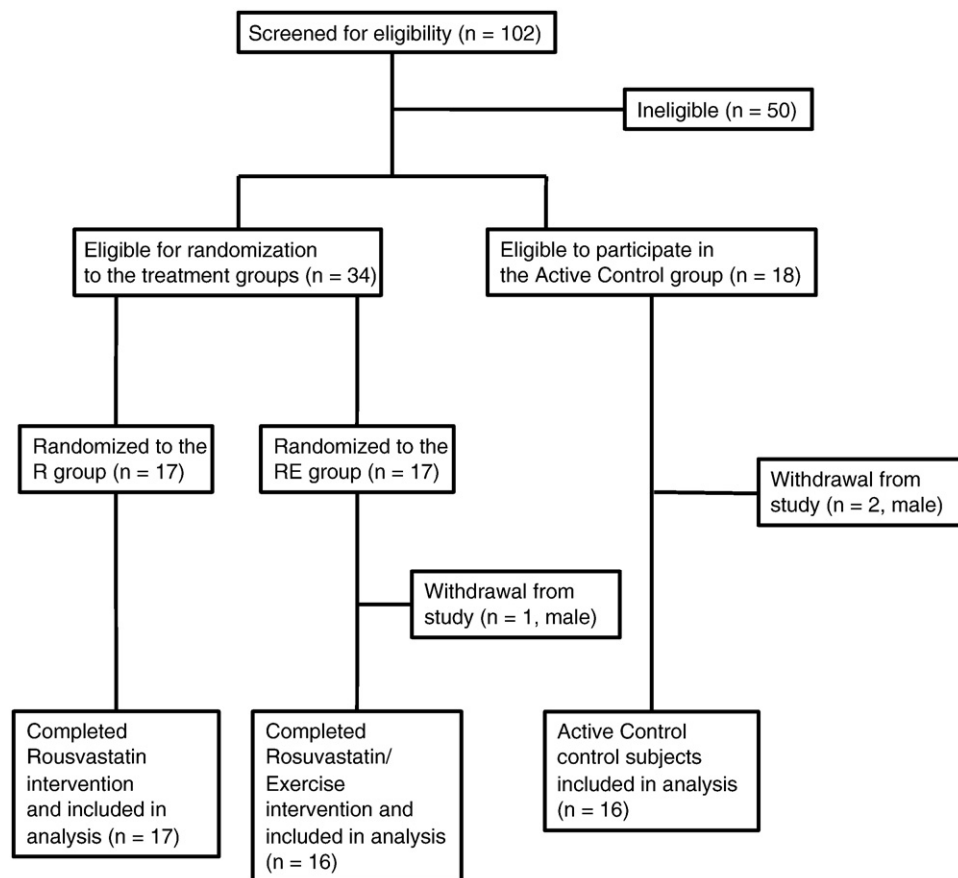 Screened for eligibility (n = 102)
Ineligible (n = 50)
Eligible for randomization
to the treatment groups (n = 34)
Eligible to participate in
the Active Control group (n = 18)
Randomized to the
R group (n = 17)
Randomized to the
RE group (n = 17)
Withdrawal from
study (n = 2, male)
Withdrawal from
study (n = 1, male)
Completed
Rousvastatin
intervention
and included in
analysis (n = 17)
Completed
Rosuvastatin/
Exercise
intervention and
included in analysis
(n = 16)
Active Control
control subjects
included in analysis
(n = 16)